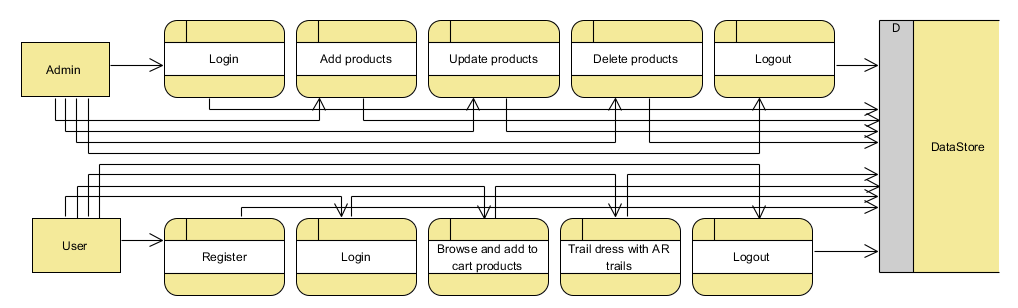 D
Admin
Login
Add products
Update products
Delete products
Logout
DataStore
User
Register
Login
Browse and add to
cart products
Trail dress with AR
trails
Logout